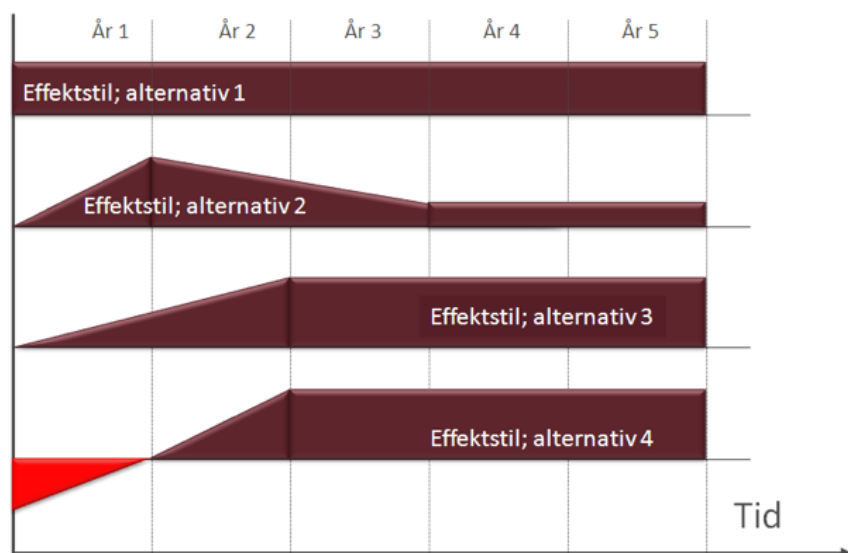 År 1 År 2 År 3 År 4 År 5
Effektstil; alternativ 1
Effektstil; alternativ 2
Effektstil; alternativ 3
Effektstil; alternativ 4
Tid